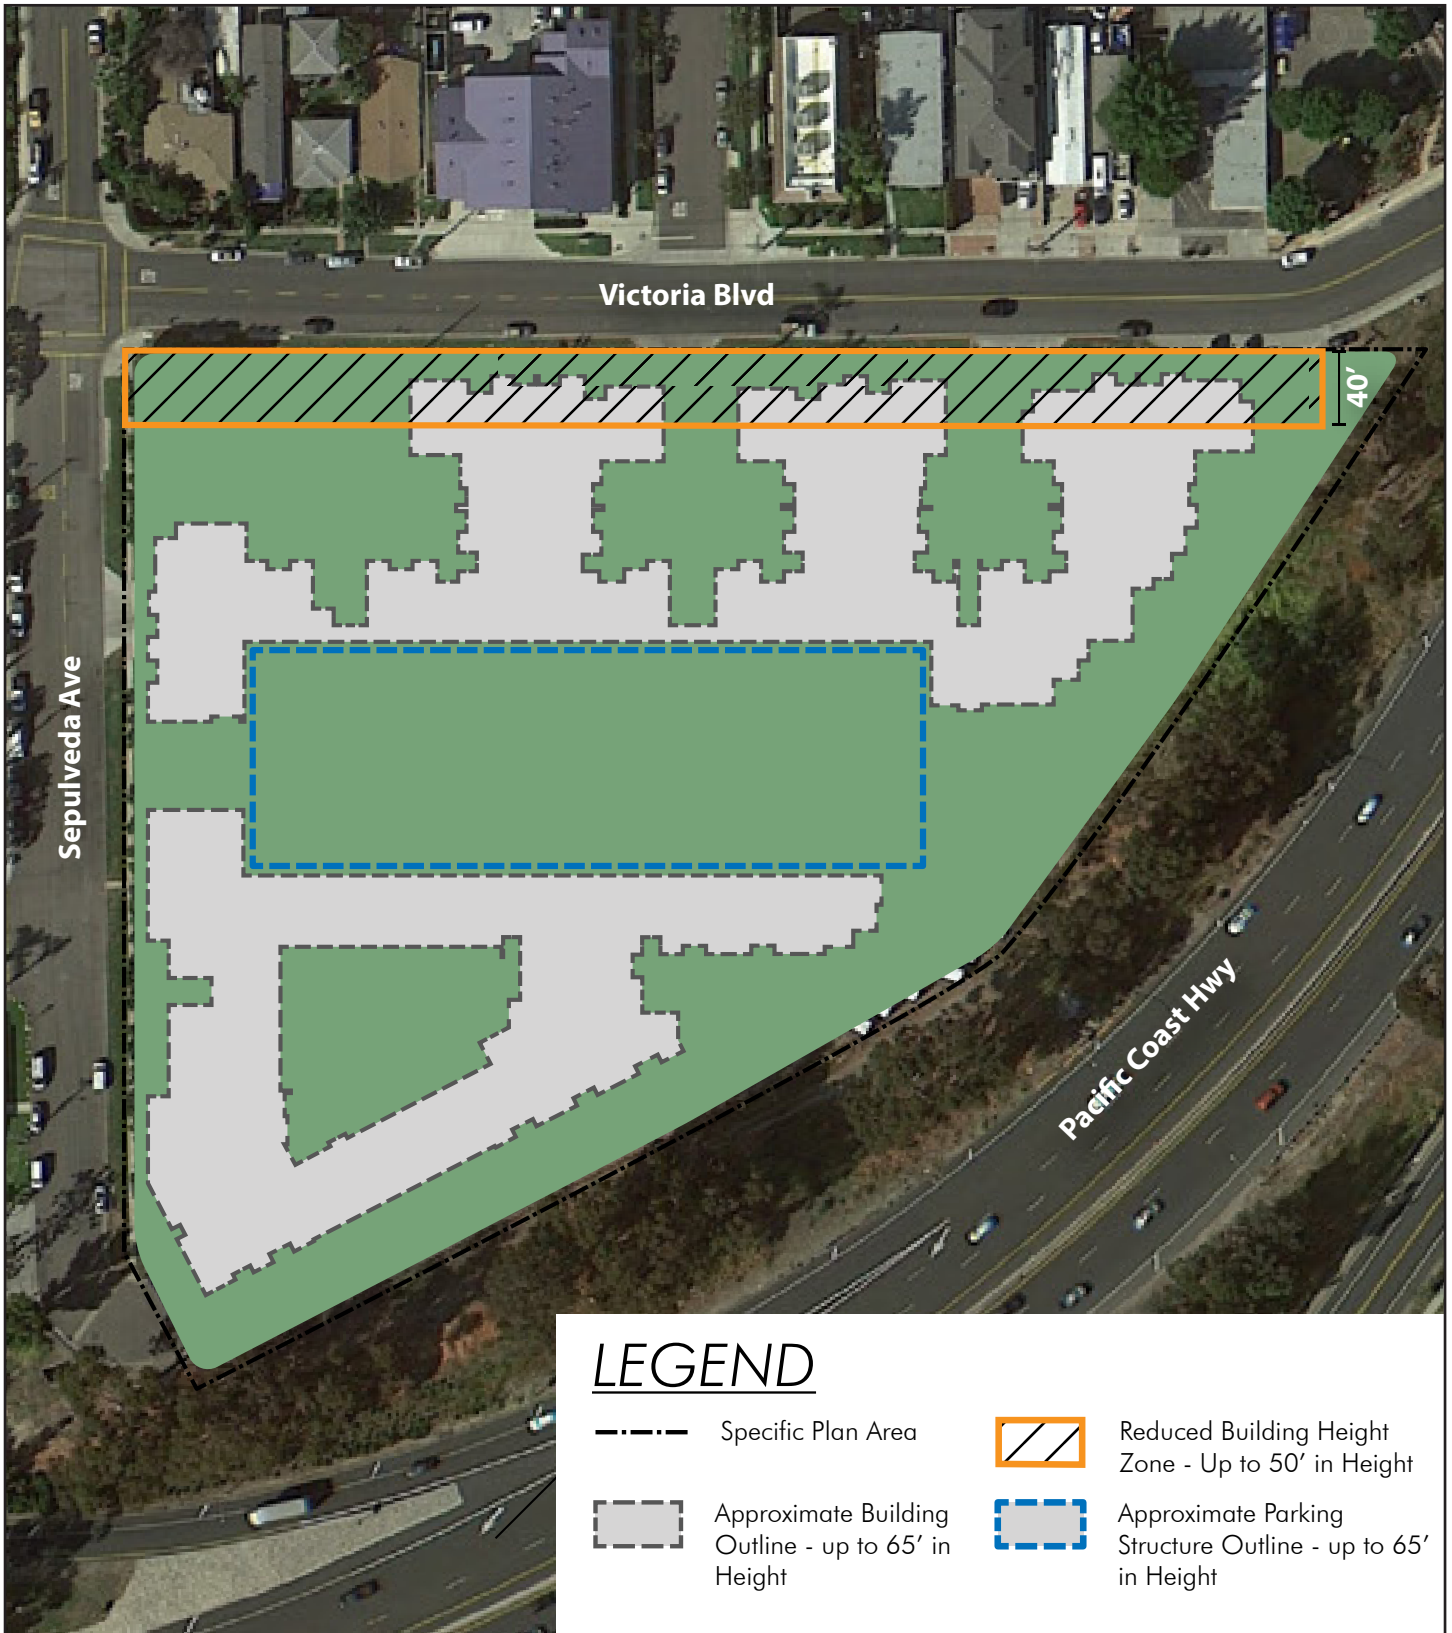 Victoria Blvd
40’
Sepulveda Ave
Pacific Coast Hwy
LEGEND
Specific Plan Area
Reduced Building Height
Zone - Up to 50’ in Height
Approximate Building
Outline - up to 65’ in
Height
Approximate Parking
Structure Outline - up to 65’
in Height